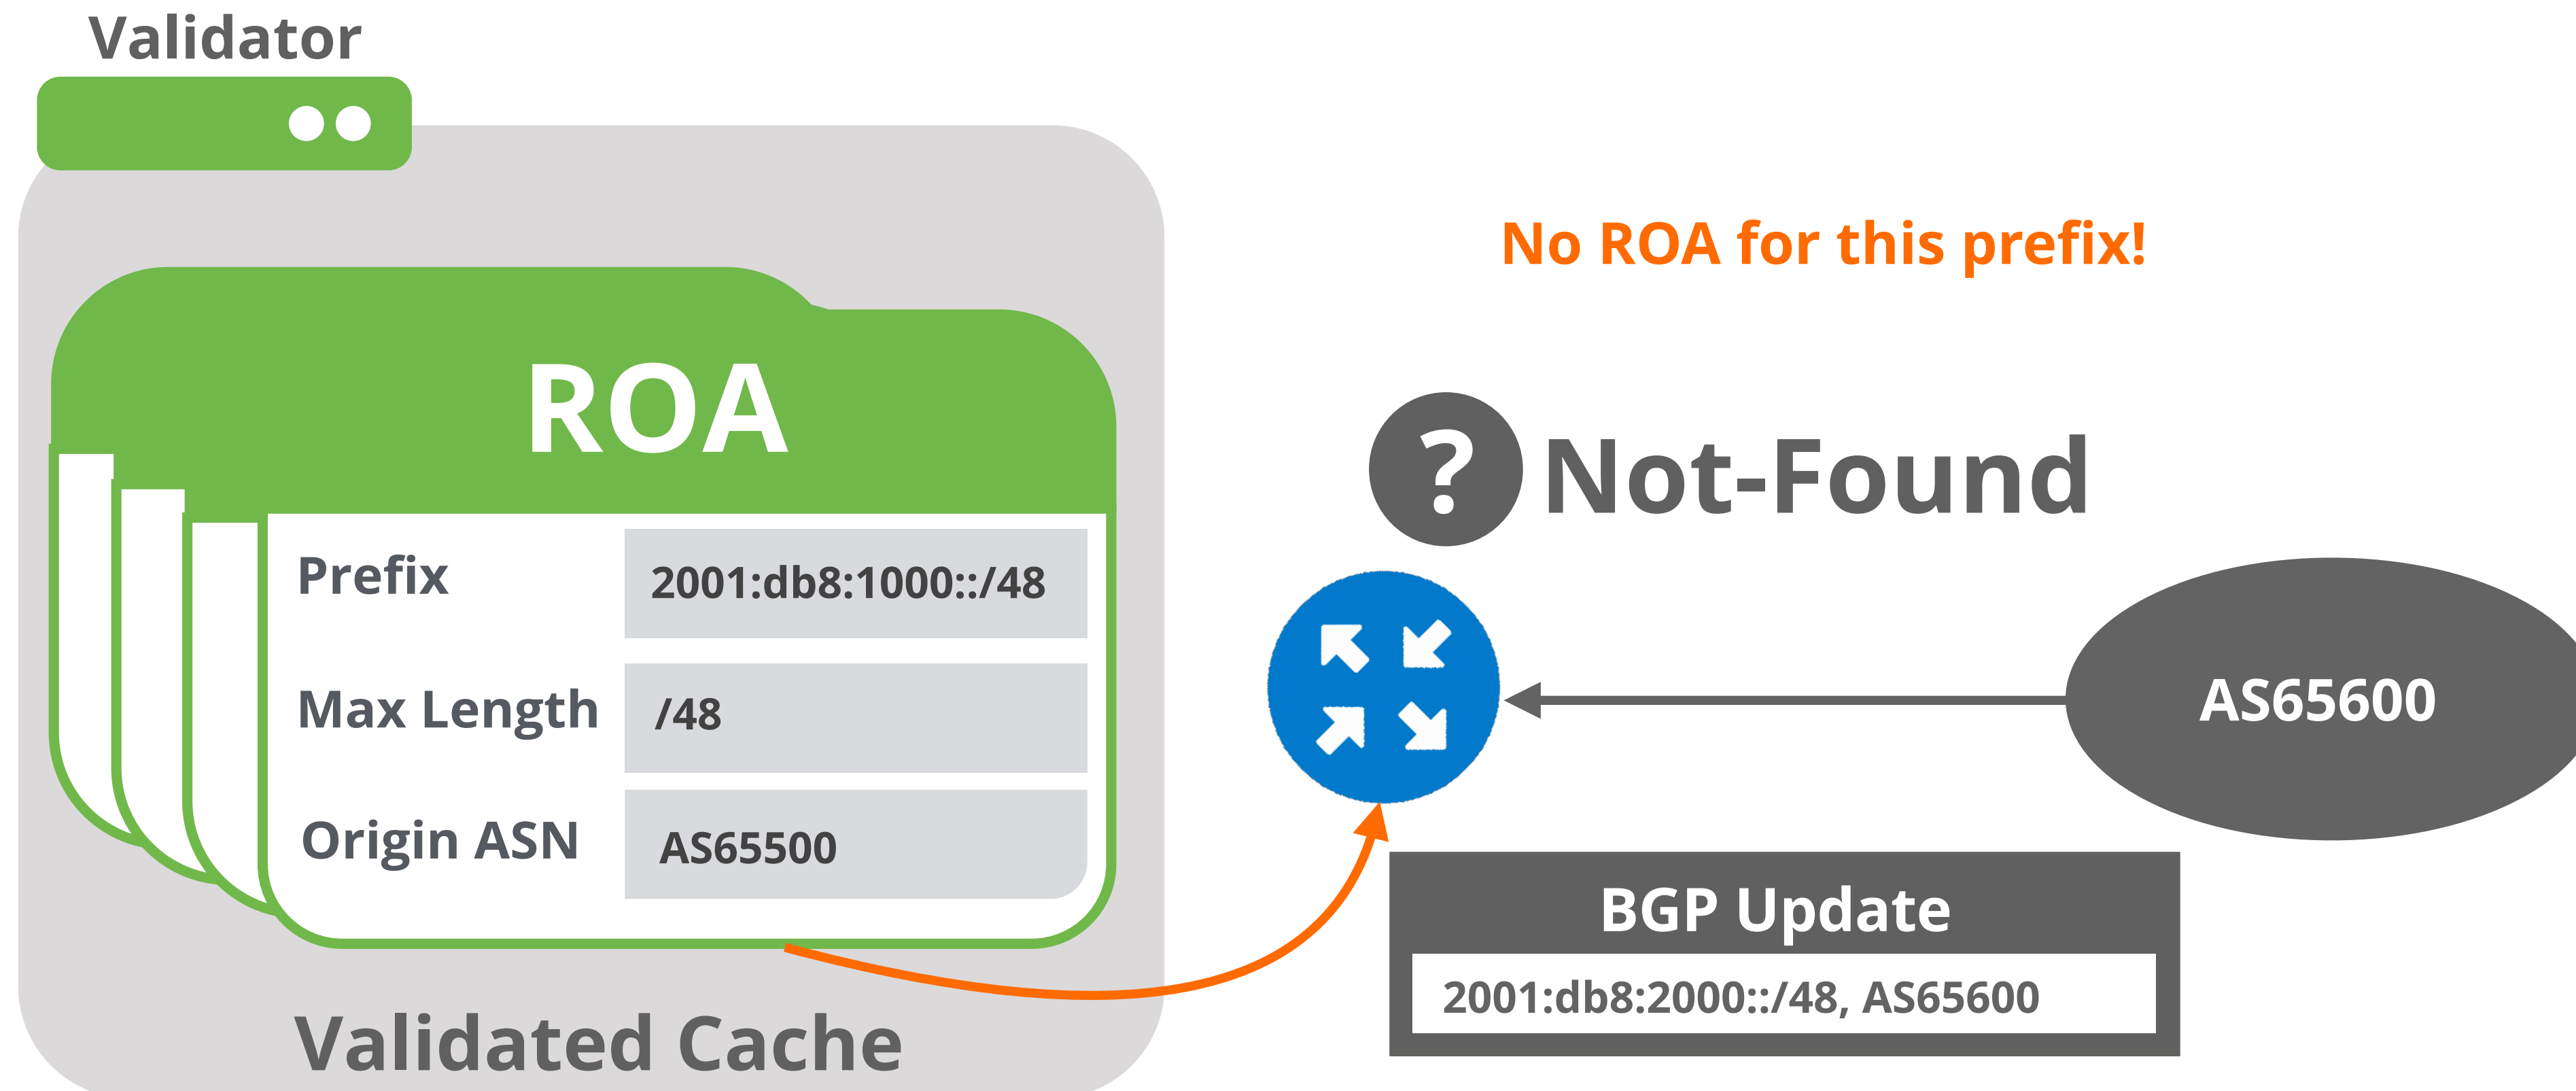 Validator
ROA
Prefix 2001:db8:1000::/48
Max Length /48
Origin ASN AS65500
Validated Cache
No ROA for this prefix!
? Not-Found
AS65600
BGP Update
2001:db8:2000::/48, AS65600